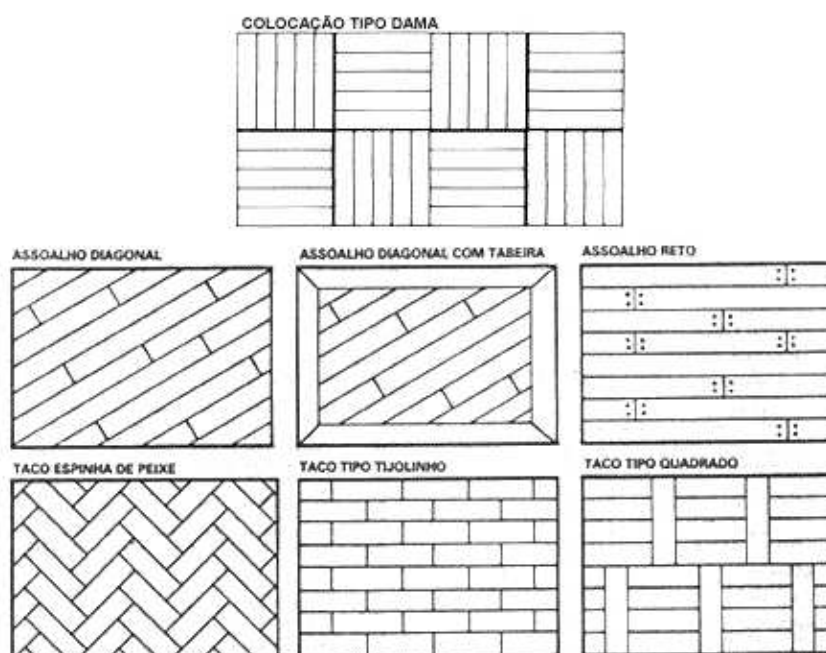 COLOCAÇÃO TIPO DAMA
ASSOALHO DIAGONAL
ASSOALHO DIAGONAL COM TABEIRA
ASSOALHO RETO
TACO ESPINHA DE PEIXE
TACO TIPO TIJOLINHO
TACO TIPO QUADRADO